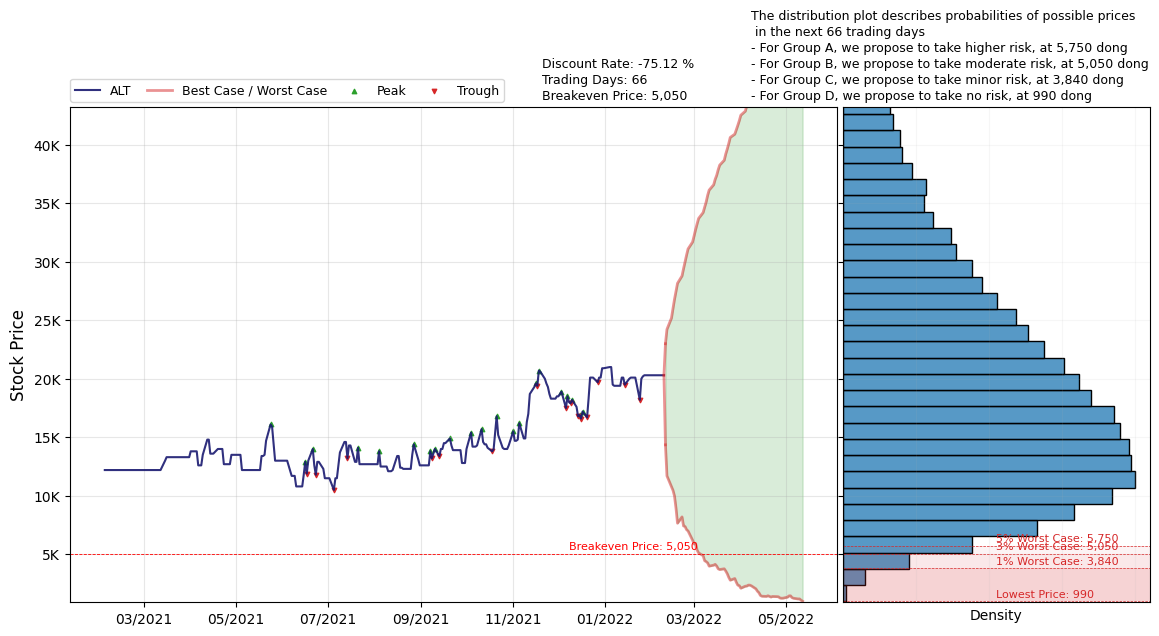 The distribution plot describes probabilities of possible prices
in the next 66 trading days
- For Group A, we propose to take higher risk, at 5,750 dong
- For Group B, we propose to take moderate risk, at 5,050 dong
- For Group C, we propose to take minor risk, at 3,840 dong
- For Group D, we propose to take no risk, at 990 dong
Discount Rate: -75.12 %
Trading Days: 66
Breakeven Price: 5,050
ALT
Best Case / Worst Case
Peak
Trough
Stock Price
40K
35K
30K
25K
20K
15K
10K
5K
Breakeven Price: 5,050
5% Worst Case: 5,750
3% Worst Case: 5,050
1% Worst Case: 3,840
Lowest Price: 990
03/2021
05/2021
07/2021
09/2021
11/2021
01/2022
03/2022
05/2022
Density